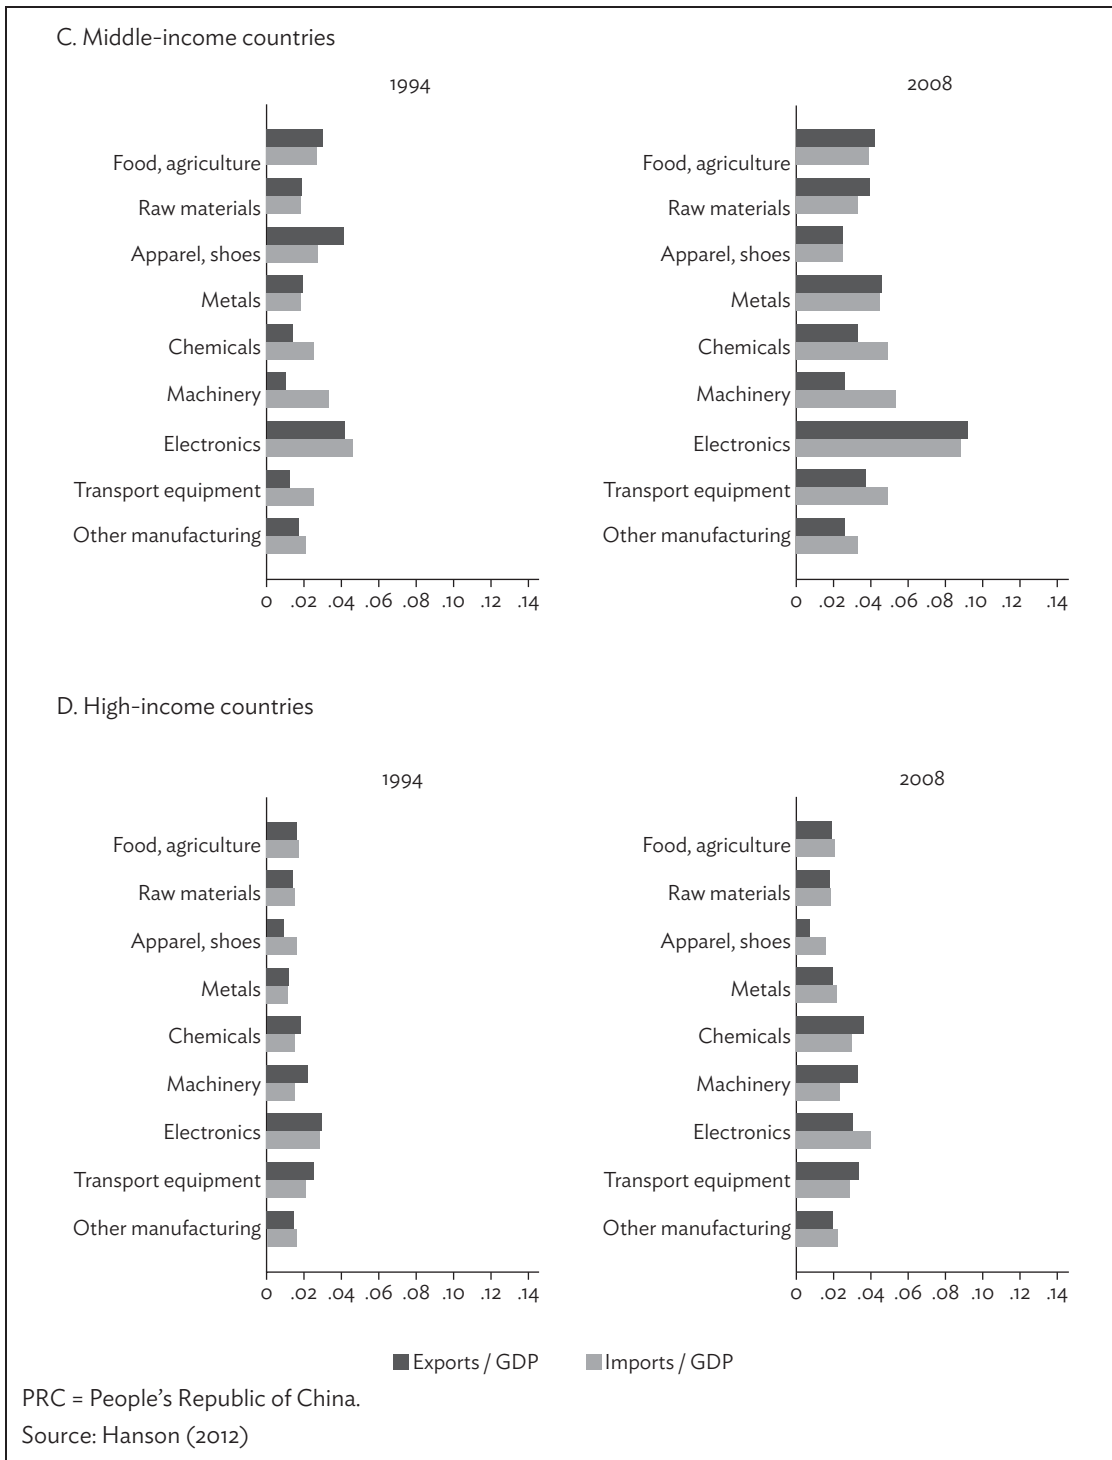 C. Middle-income countries
1994
2008
Food, agriculture
Raw materials
Apparel, shoes
Metals
Chemicals
Machinery
Electronics
Transport equipment
Other manufacturing
0 .02 .04 .06 .08 .10 .12 .14
Food, agriculture
Raw materials
Apparel, shoes
Metals
Chemicals
Machinery
Electronics
Transport equipment
Other manufacturing
0 .02 .04 .06 .08 .10 .12 .14
D. High-income countries
1994
2008
Food, agriculture
Raw materials
Apparel, shoes
Metals
Chemicals
Machinery
Electronics
Transport equipment
Other manufacturing
0 .02 .04 .06 .08 .10 .12 .14
Food, agriculture
Raw materials
Apparel, shoes
Metals
Chemicals
Machinery
Electronics
Transport equipment
Other manufacturing
0 .02 .04 .06 .08 .10 .12 .14
Exports / GDP Imports / GDP
PRC = People’s Republic of China.
Source: Hanson (2012)